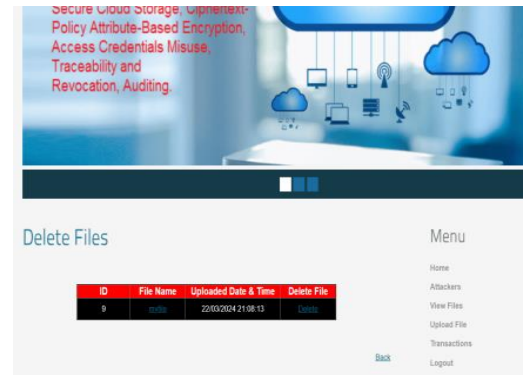 Secure Cloud Storage, Ciphertext-
Policy Attribute-Based Encryption,
Access Credentials Misuse,
Traceability and
Revocation, Auditing.
Delete Files
ID File Name Uploaded Date & Time Delete File
9 22/03/2024 21:08:13 Delete
Back
Menu
Home
Attackers
View Files
Upload File
Transactions
Logout